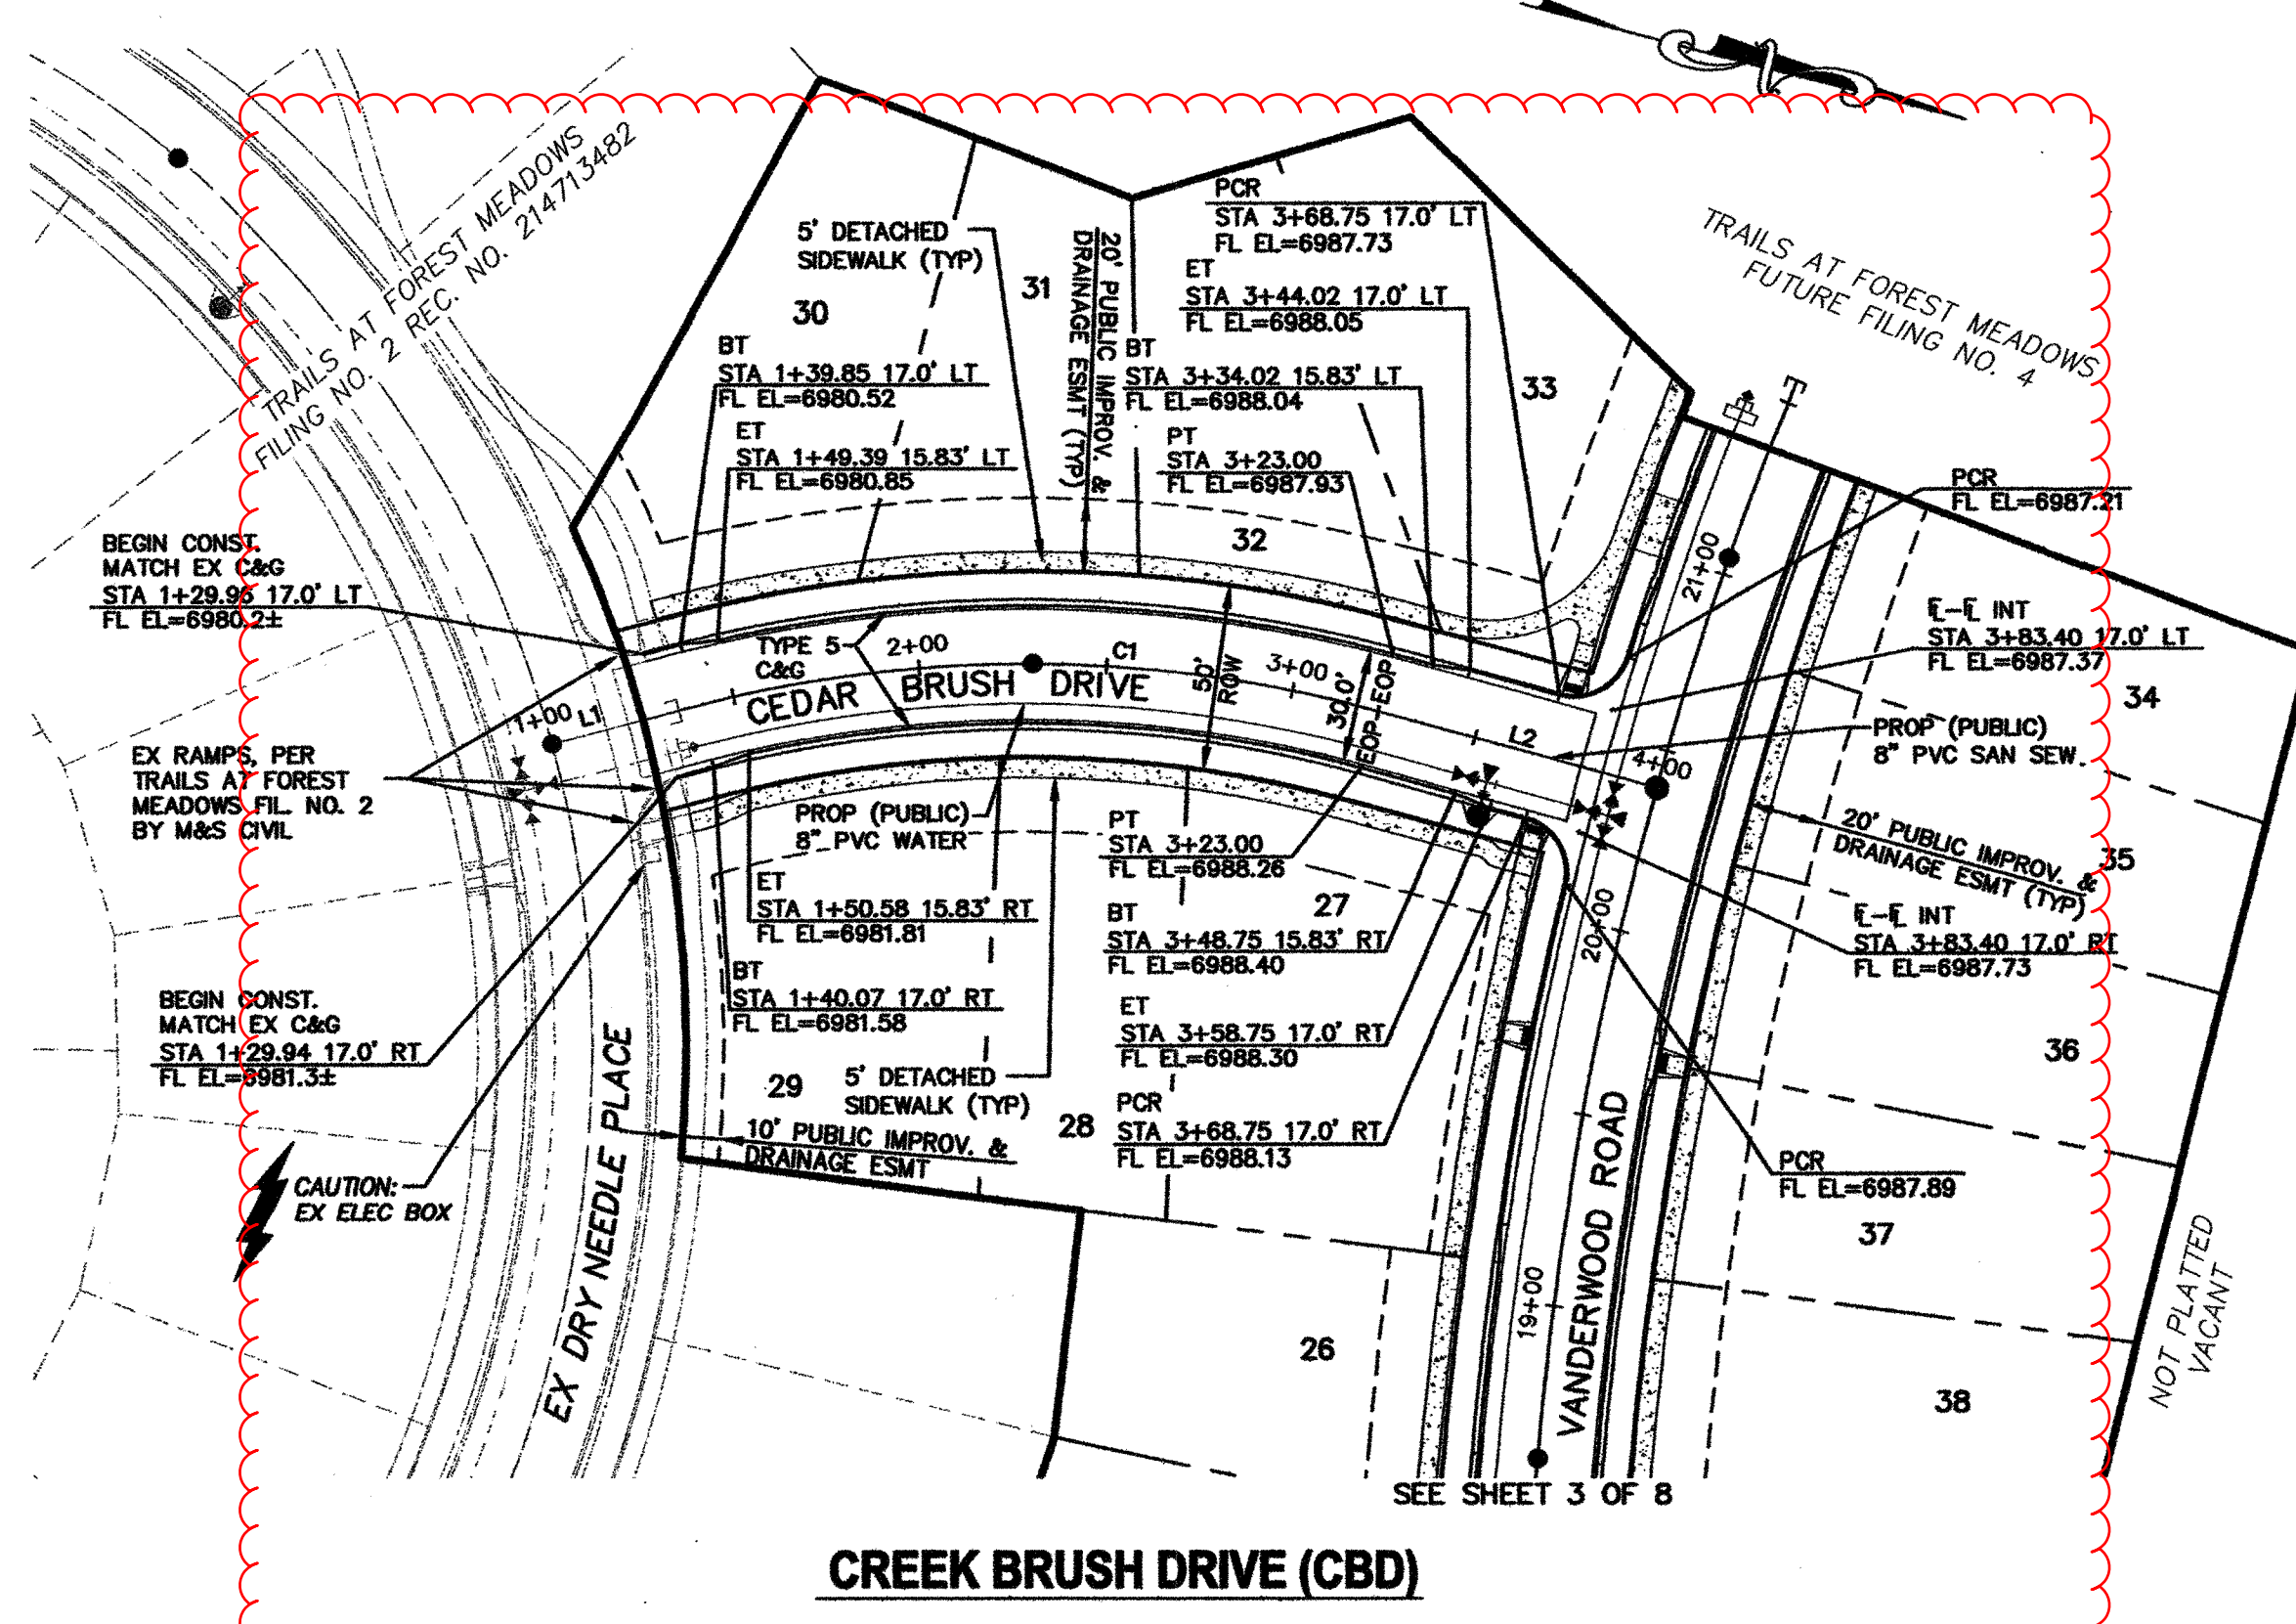 TRAILS AT FOREST MEADOWS
FILING NO. 2 REC. NO. 214713482
5' DETACHED
SIDEWALK (TYP)
30
31
20' PUBLIC IMPROV. &
DRAINAGE ESMT (TYP)
PCR
STA 3+68.75 17.0' LT
FL EL=6987.73
ET
STA 3+44.02 17.0' LT
FL EL=6988.05
BT
STA 3+34.02 15.83' LT
FL EL=6988.04
PT
STA 3+23.00
FL EL=6987.93
BT
STA 1+39.85 17.0' LT
FL EL=6980.52
ET
STA 1+49.39 15.83' LT
FL EL=6980.85
32
33
TRAILS AT FOREST MEADOWS
FUTURE FILING NO. 4
PCR
FL EL=6987.21
BEGIN CONST.
MATCH EX C&G
STA 1+29.96 17.0' LT
FL EL=6980.2±
TYPE 5
C&G
2+00
C1
3+00
CEDAR BRUSH DRIVE
50'
ROW
30.0'
EOP-EOP
L2
4+00
21+00
FL-FL INT
STA 3+83.40 17.0' LT
FL EL=6987.37
34
PROP (PUBLIC)
8" PVC SAN SEW.
1+00 L1
EX RAMPS, PER
TRAILS AT FOREST
MEADOWS FIL. NO. 2
BY M&S CIVIL
PROP (PUBLIC)
8" PVC WATER
PT
STA 3+23.00
FL EL=6988.26
20' PUBLIC IMPROV. &
DRAINAGE ESMT (TYP)
35
ET
STA 1+50.58 15.83' RT
FL EL=6981.81
27
BT
STA 3+48.75 15.83' RT
FL EL=6988.40
20+00
FL-FL INT
STA 3+83.40 17.0' RT
FL EL=6987.73
BT
STA 1+40.07 17.0' RT
FL EL=6981.58
BEGIN CONST.
MATCH EX C&G
STA 1+29.94 17.0' RT
FL EL=6981.3±
ET
STA 3+58.75 17.0' RT
FL EL=6988.30
36
29
5' DETACHED
SIDEWALK (TYP)
28
PCR
STA 3+68.75 17.0' RT
FL EL=6988.13
10' PUBLIC IMPROV. &
DRAINAGE ESMT
PCR
FL EL=6987.89
CAUTION:
EX ELEC BOX
EX DRY NEEDLE PLACE
VANDERWOOD ROAD
19+00
37
26
38
NOT PLATTED
VACANT
SEE SHEET 3 OF 8
CREEK BRUSH DRIVE (CBD)